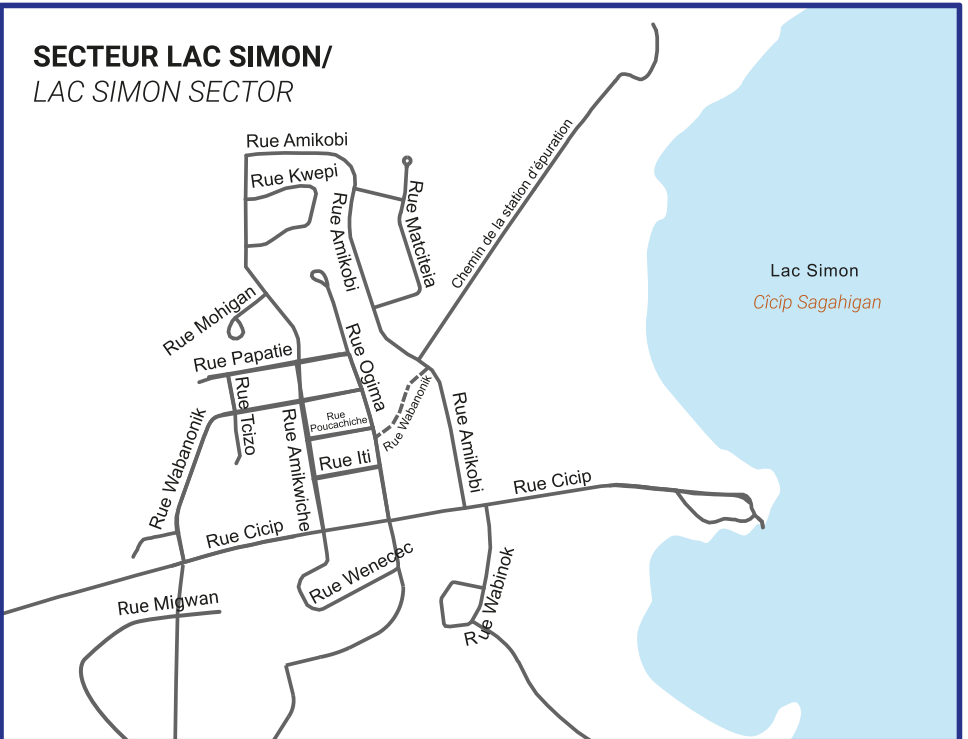 SECTEUR LAC SIMON/
LAC SIMON SECTOR
Rue Amikobi
Rue Kwepi
Rue Amikobi
Rue Matciteia
Chemin de la station d'épuration
Lac Simon
Cîcîp Sagahigan
Rue Mohigan
Rue Papatie
Rue Ogima
Rue Tcizo
Rue Wabanonik
Rue Amikwiche
Rue
Poucachiche
Rue Wabanonik
Rue Amikobi
Rue Iti
Rue Cicip
Rue Cicip
Rue Wenecec
Rue Wabinok
Rue Migwan